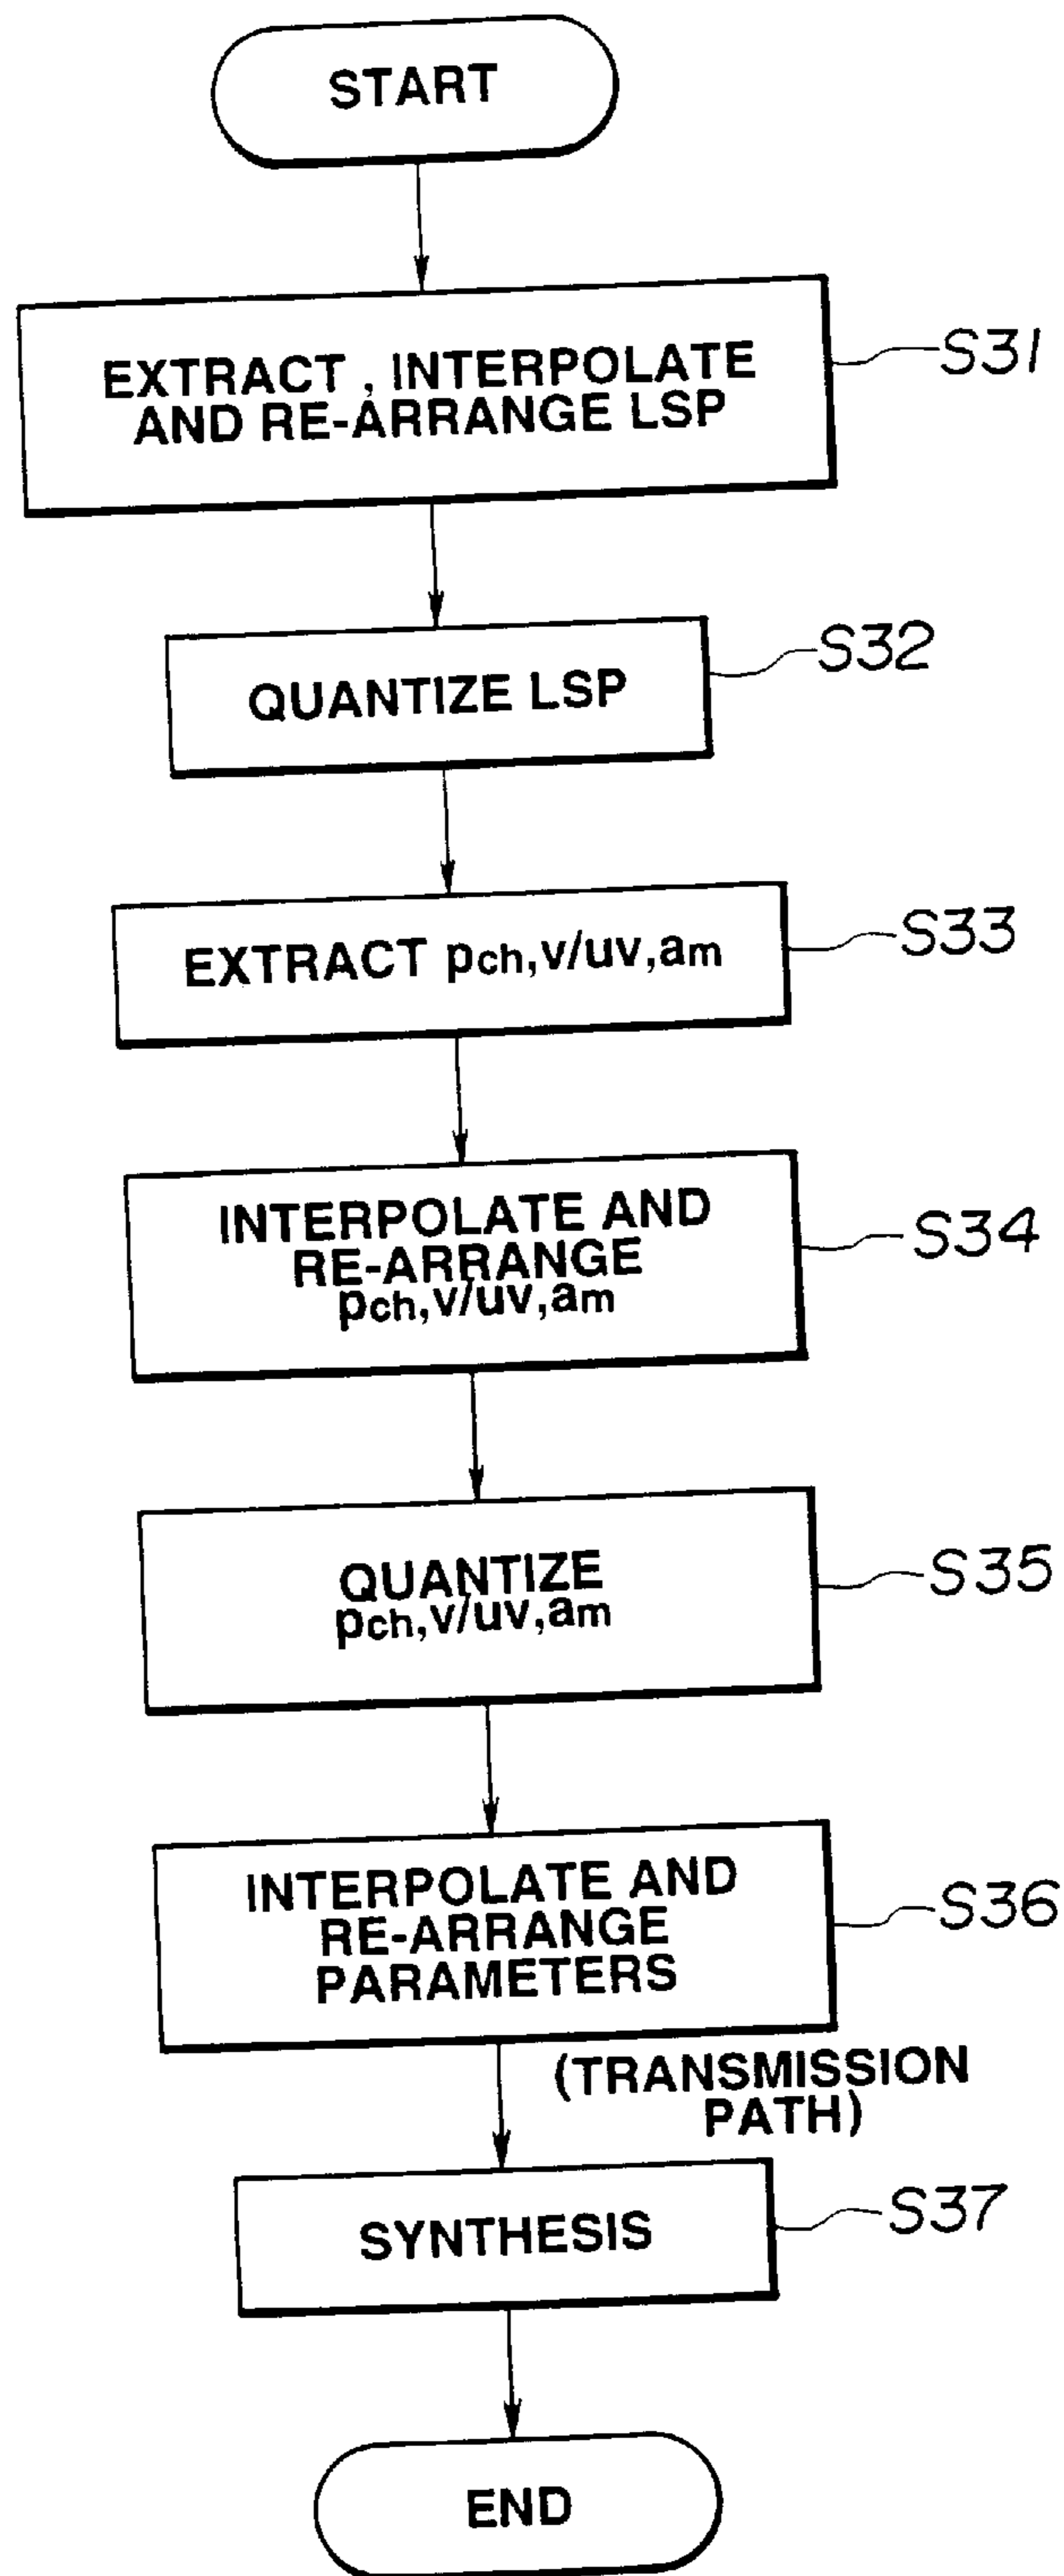 START
EXTRACT , INTERPOLATE
AND RE-ARRANGE LSP
S31
QUANTIZE LSP
S32
EXTRACT pch,v/uv,am
S33
INTERPOLATE AND
RE-ARRANGE
pch,v/uv,am
S34
QUANTIZE
pch,v/uv,am
S35
INTERPOLATE AND
RE-ARRANGE
PARAMETERS
S36
(TRANSMISSION
PATH)
SYNTHESIS
S37
END